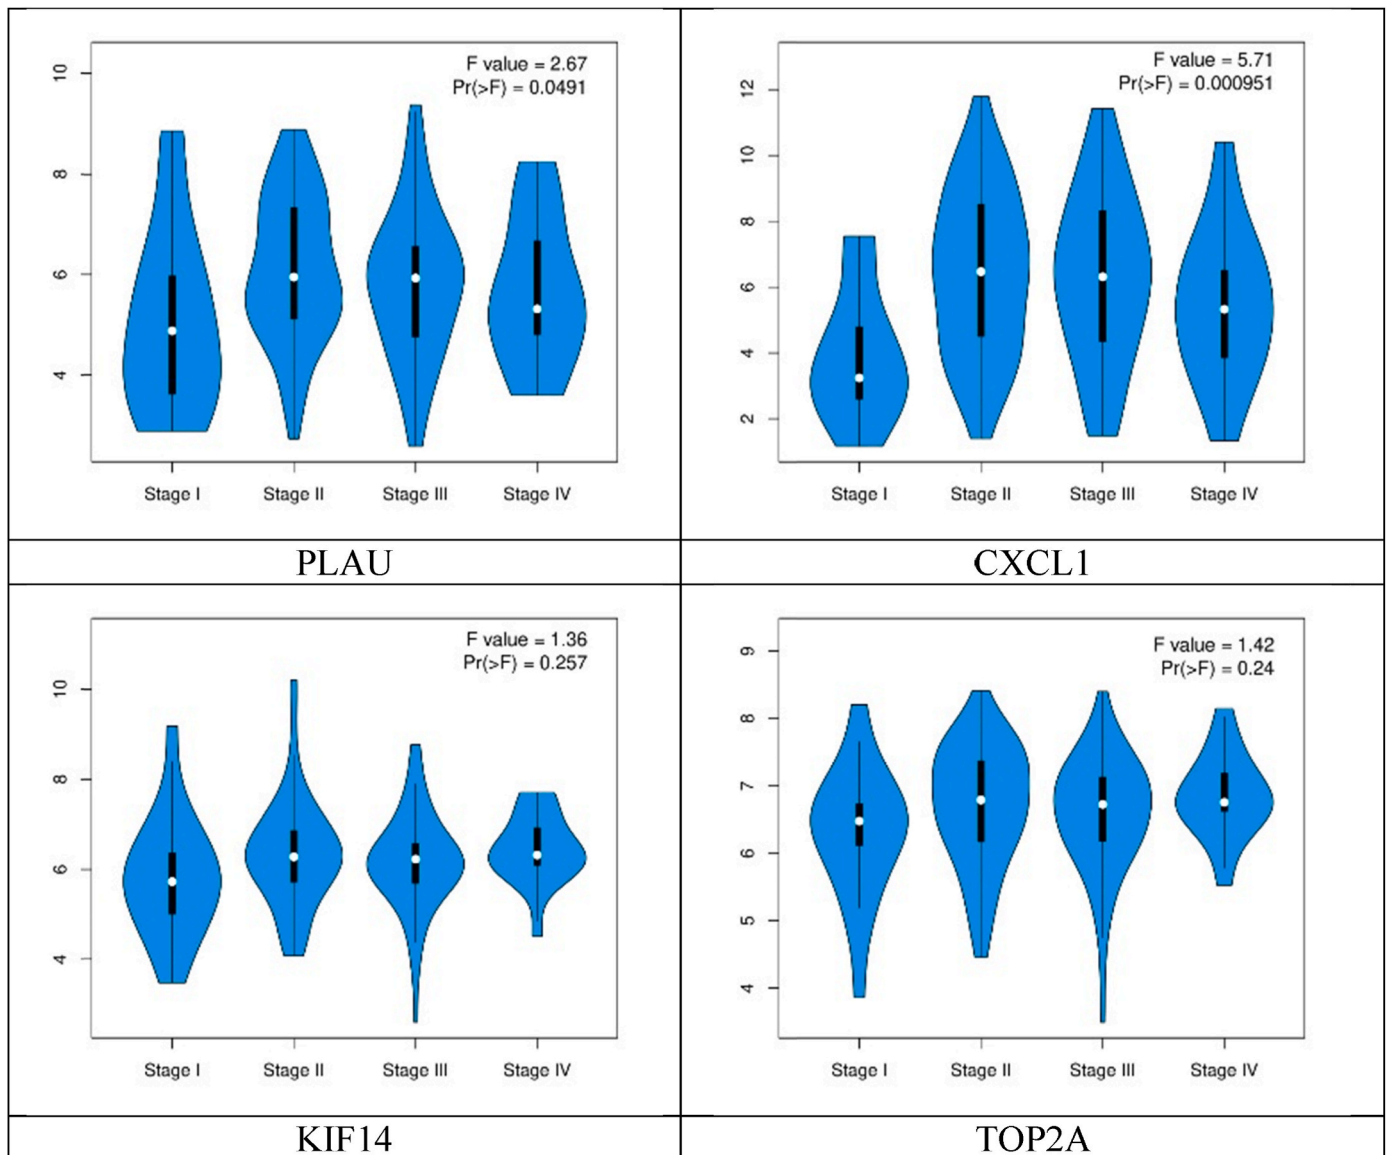 F value = 2.67
Pr(>F) = 0.0491
10
8
6
4
Stage I Stage II Stage III Stage IV
PLAU
F value = 5.71
Pr(>F) = 0.000951
12
10
8
6
4
2
Stage I Stage II Stage III Stage IV
CXCL1
F value = 1.36
Pr(>F) = 0.257
10
8
6
4
Stage I Stage II Stage III Stage IV
KIF14
F value = 1.42
Pr(>F) = 0.24
9
8
7
6
5
4
Stage I Stage II Stage III Stage IV
TOP2A